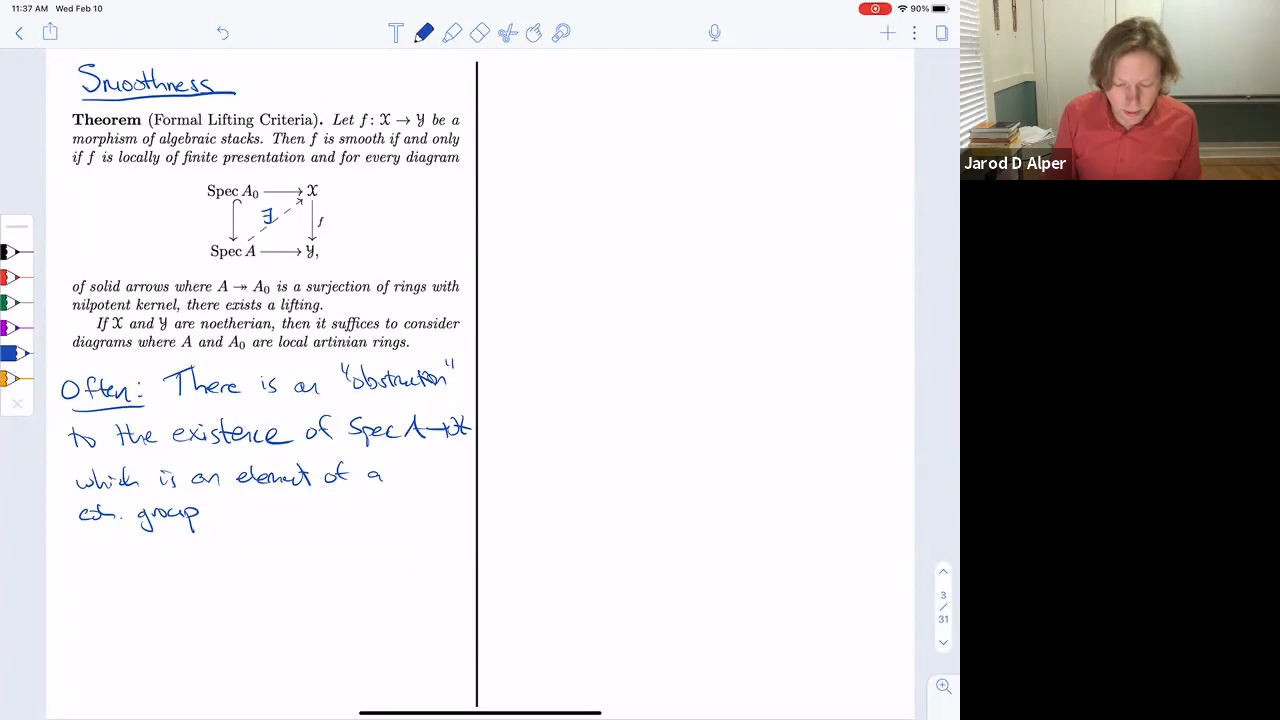 11:37 AM Wed Feb 10
90%
Smoothness
Theorem (Formal Lifting Criteria). Let f: 𝒳 → 𝒴 be a
morphism of algebraic stacks. Then f is smooth if and only
if f is locally of finite presentation and for every diagram
Spec A₀ → 𝒳
∃
f
Spec A → 𝒴,
of solid arrows where A ↠ A₀ is a surjection of rings with
nilpotent kernel, there exists a lifting.
If 𝒳 and 𝒴 are noetherian, then it suffices to consider
diagrams where A and A₀ are local artinian rings.
Often: There is an "obstruction"
to the existence of Spec A → 𝒳
which is an element of a
coh. group
3
/
31
Jarod D Alper